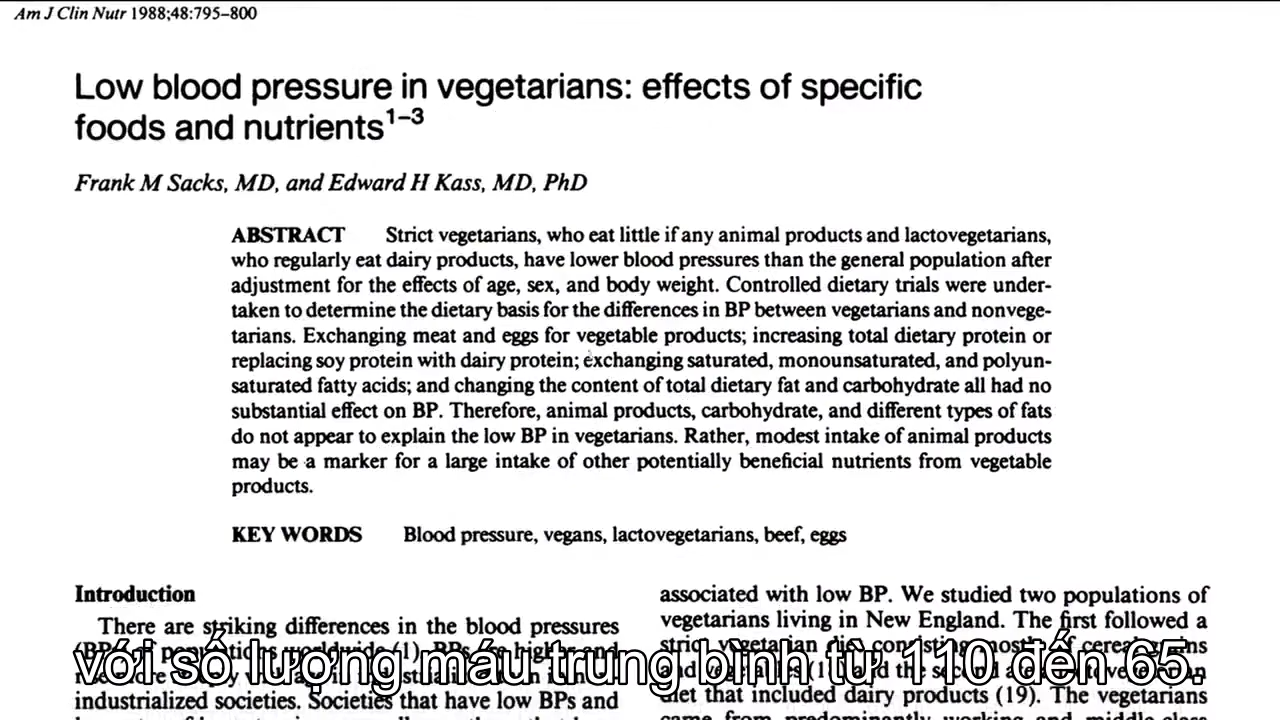 Am J Clin Nutr 1988;48:795–800
Low blood pressure in vegetarians: effects of specific
foods and nutrients1–3
Frank M Sacks, MD, and Edward H Kass, MD, PhD
ABSTRACT Strict vegetarians, who eat little if any animal products and lactovegetarians,
who regularly eat dairy products, have lower blood pressures than the general population after
adjustment for the effects of age, sex, and body weight. Controlled dietary trials were under-
taken to determine the dietary basis for the differences in BP between vegetarians and nonvege-
tarians. Exchanging meat and eggs for vegetable products; increasing total dietary protein or
replacing soy protein with dairy protein; exchanging saturated, monounsaturated, and polyun-
saturated fatty acids; and changing the content of total dietary fat and carbohydrate all had no
substantial effect on BP. Therefore, animal products, carbohydrate, and different types of fats
do not appear to explain the low BP in vegetarians. Rather, modest intake of animal products
may be a marker for a large intake of other potentially beneficial nutrients from vegetable
products.
KEY WORDS Blood pressure, vegans, lactovegetarians, beef, eggs
Introduction
There are striking differences in the blood pressures
industrialized societies. Societies that have low BPs and
associated with low BP. We studied two populations of
vegetarians living in New England. The first followed a
diet that included dairy products (19). The vegetarians
came from predominantly working and middle-class
với số lượng máu trung bình từ 110 đến 65.